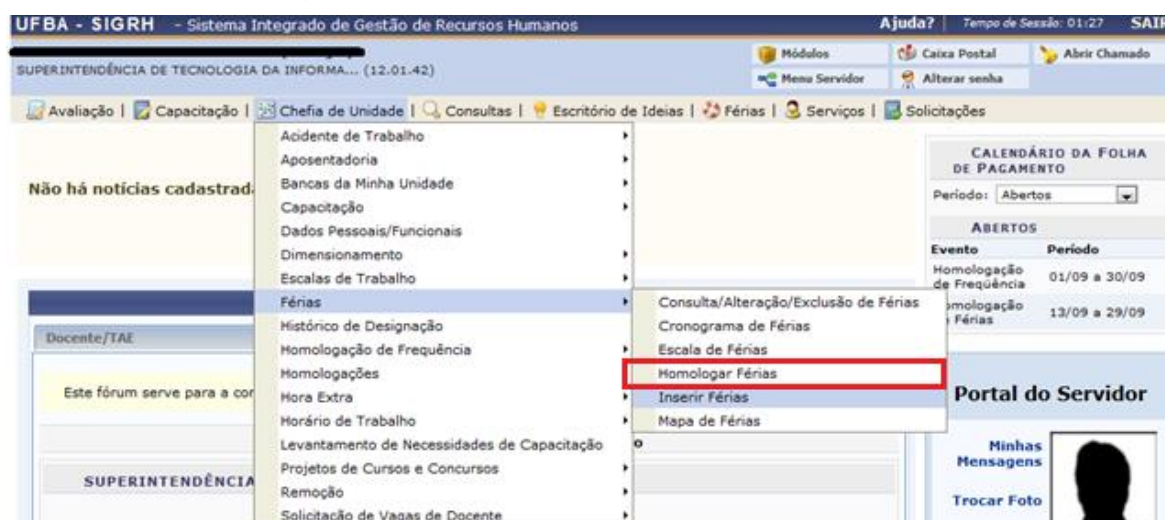 UFBA - SIGRH - Sistema Integrado de Gestão de Recursos Humanos Ajuda? Tempo de Sessão: 01:27 SAIR
SUPERINTENDÊNCIA DE TECNOLOGIA DA INFORMA... (12.01.42)
Módulos Caixa Postal Abrir Chamado
Menu Servidor Alterar senha
Avaliação | Capacitação | Chefia de Unidade | Consultas | Escritório de Ideias | Férias | Serviços | Solicitações
Não há notícias cadastrad
Acidente de Trabalho
Aposentadoria
Bancas da Minha Unidade
Capacitação
Dados Pessoais/Funcionais
Dimensionamento
Escalas de Trabalho
Férias
Histórico de Designação
Homologação de Frequência
Homologações
Hora Extra
Horário de Trabalho
Levantamento de Necessidades de Capacitação
Projetos de Cursos e Concursos
Remoção
Solicitação de Vagas de Docente
Consulta/Alteração/Exclusão de Férias
Cronograma de Férias
Escala de Férias
Homologar Férias
Inserir Férias
Mapa de Férias
o
Docente/TAE
Este fórum serve para a cor
SUPERINTENDÊNCIA
CALENDÁRIO DA FOLHA
DE PAGAMENTO
Período: Abertos
ABERTOS
Evento Período
Homologação
de Freqüência 01/09 a 30/09
omologação
Férias 13/09 a 29/09
Portal do Servidor
Minhas
Mensagens
Trocar Foto